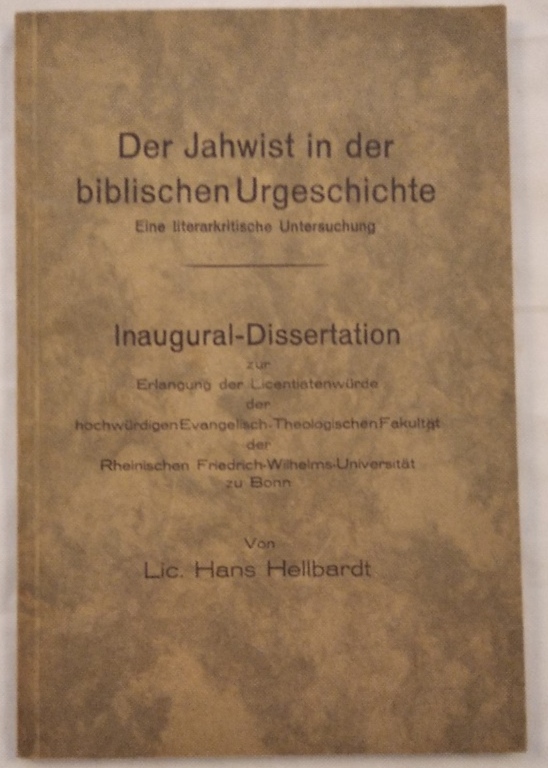 Der Jahwist in der
biblischen Urgeschichte
Eine literarkritische Untersuchung
Inaugural-Dissertation
zur
Erlangung der Licentiatenwürde
der
hochwürdigen Evangelisch-Theologischen Fakultät
der
Rheinischen Friedrich-Wilhelms-Universität
zu Bonn
Von
Lic. Hans Hellbardt